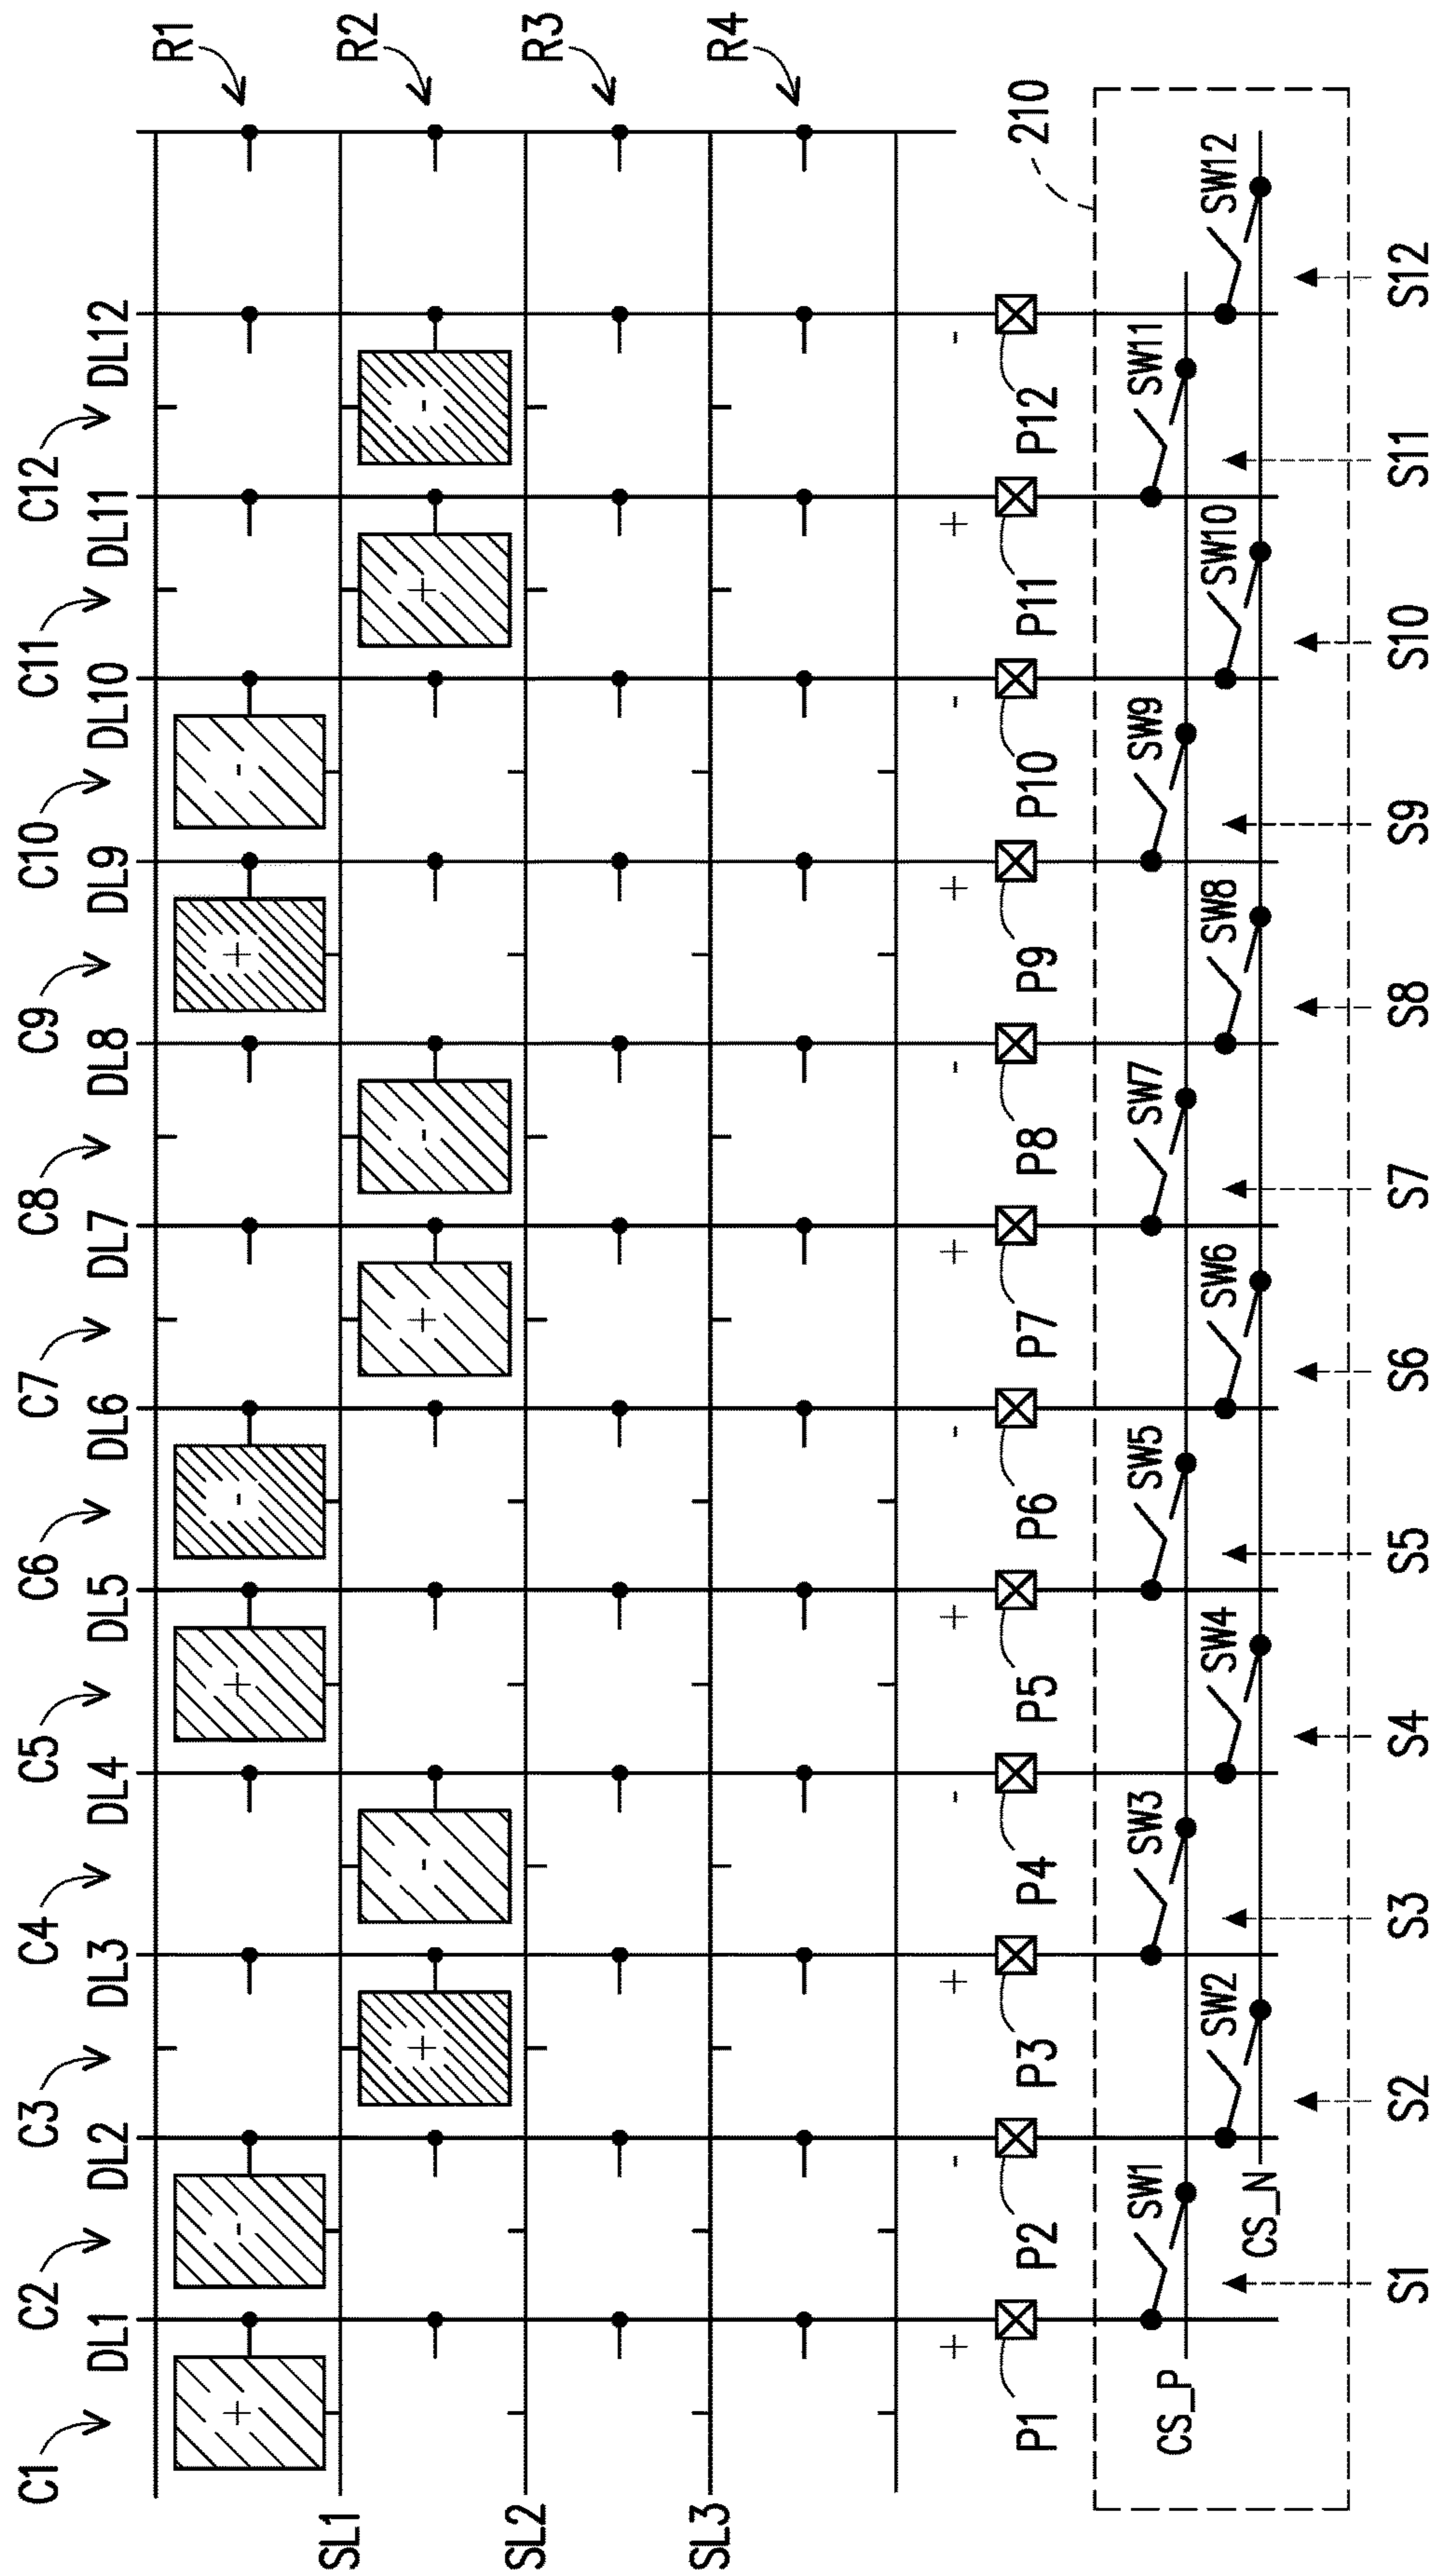 C1 C2 C3 C4 C5 C6 C7 C8 C9 C10 C11 C12
DL1 DL2 DL3 DL4 DL5 DL6 DL7 DL8 DL9 DL10 DL11 DL12
R1
+ - + - + -
SL1
R2
+ - + - + -
SL2
R3
SL3
R4
+ - + - + - + - + - + -
P1 P2 P3 P4 P5 P6 P7 P8 P9 P10 P11 P12
210
SW1 SW3 SW5 SW7 SW9 SW11
CS_P
SW2 SW4 SW6 SW8 SW10 SW12
CS_N
S1 S2 S3 S4 S5 S6 S7 S8 S9 S10 S11 S12